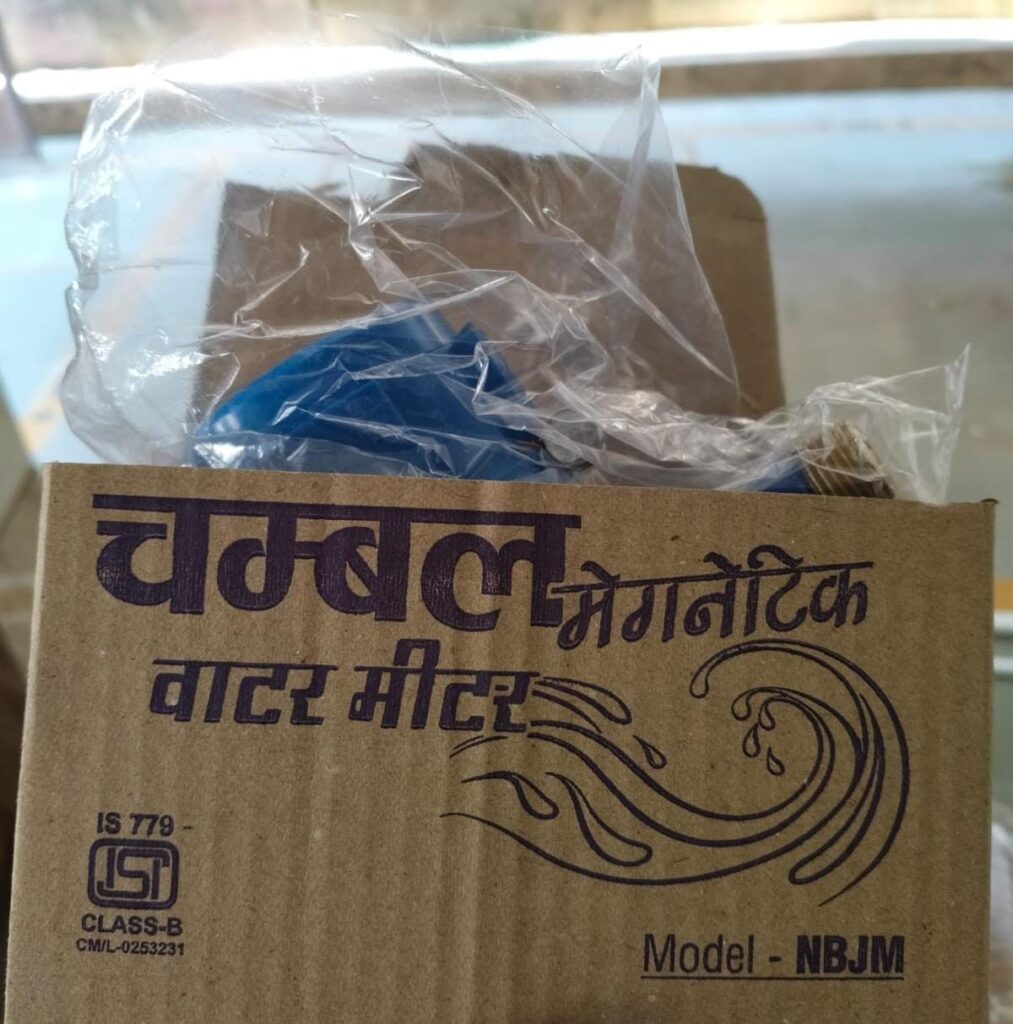 चम्बल मेगनेटिक
वाटर मीटर
IS 779
ISI
CLASS-B
CM/L-0253231
Model - NBJM